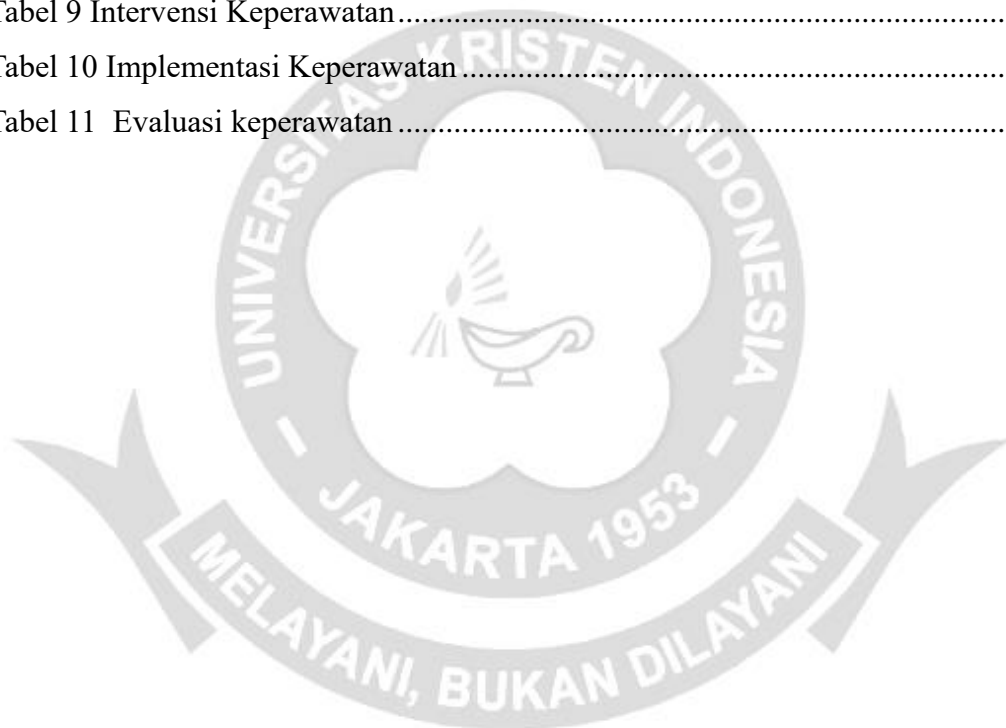 Tabel 9 Intervensi Keperawatan............................................................................
Tabel 10 Implementasi Keperawatan....................................................................
Tabel 11  Evaluasi keperawatan............................................................................
UNIVERSITAS KRISTEN INDONESIA
- JAKARTA 1953 -
MELAYANI, BUKAN DILAYANI